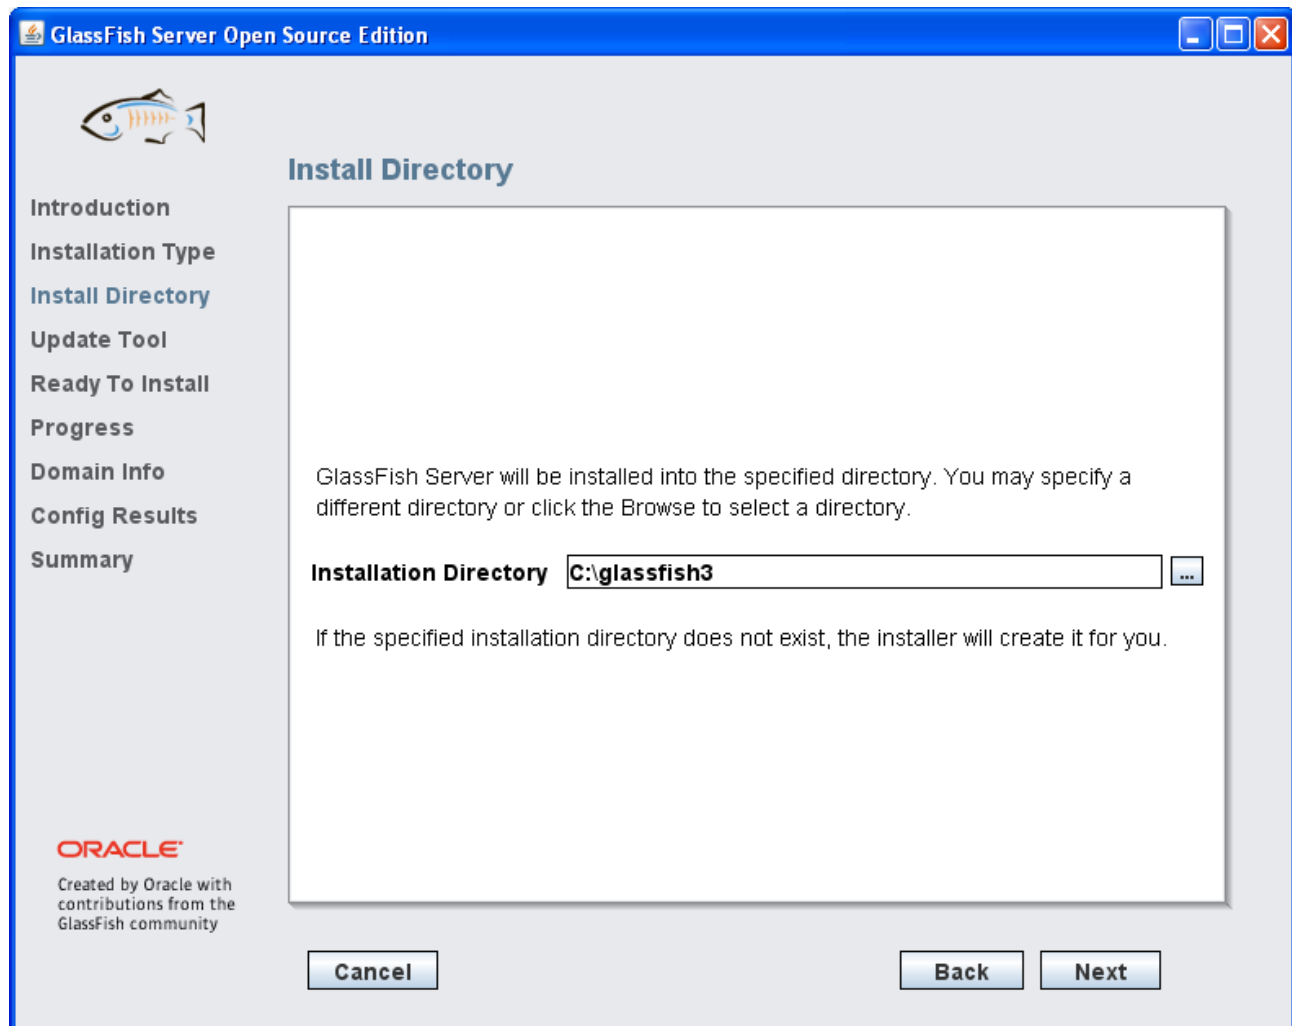 GlassFish Server Open Source Edition
Install Directory
Introduction
Installation Type
Install Directory
Update Tool
Ready To Install
Progress
Domain Info
Config Results
Summary
GlassFish Server will be installed into the specified directory. You may specify a
different directory or click the Browse to select a directory.
Installation Directory C:\glassfish3 ...
If the specified installation directory does not exist, the installer will create it for you.
ORACLE
Created by Oracle with
contributions from the
GlassFish community
Cancel Back Next